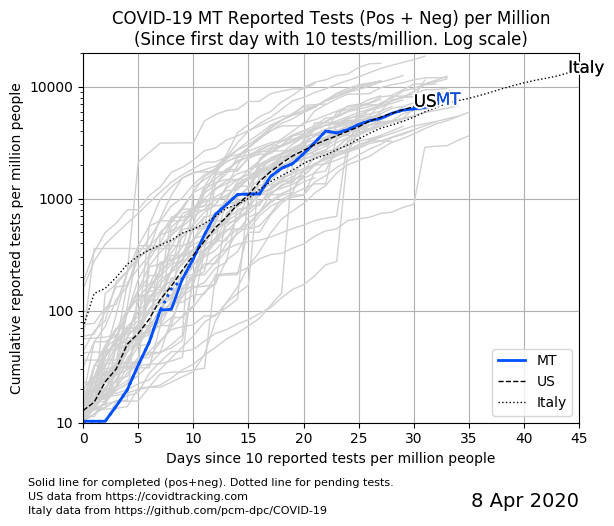 COVID-19 MT Reported Tests (Pos + Neg) per Million
(Since first day with 10 tests/million. Log scale)
Cumulative reported tests per million people
10000
1000
100
10
Italy
US
MT
MT
US
Italy
0 5 10 15 20 25 30 35 40 45
Days since 10 reported tests per million people
Solid line for completed (pos+neg). Dotted line for pending tests.
US data from https://covidtracking.com
Italy data from https://github.com/pcm-dpc/COVID-19
8 Apr 2020